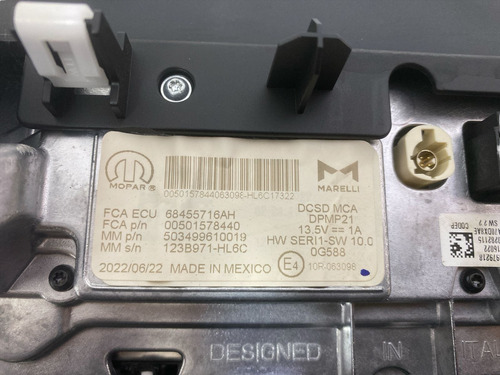 MOPAR®
0050157844063098-HL6C17322
MARELLI
FCA ECU 68455716AH
FCA p/n 00501578440
MM p/n 503499610019
MM s/n 123B971-HL6C
2022/06/22 MADE IN MEXICO
DCSD MCA
DPMP21
13.5V 1A
HW SERI1-SW 10.0
0G588
E4 10R-063098
DESIGNED IN